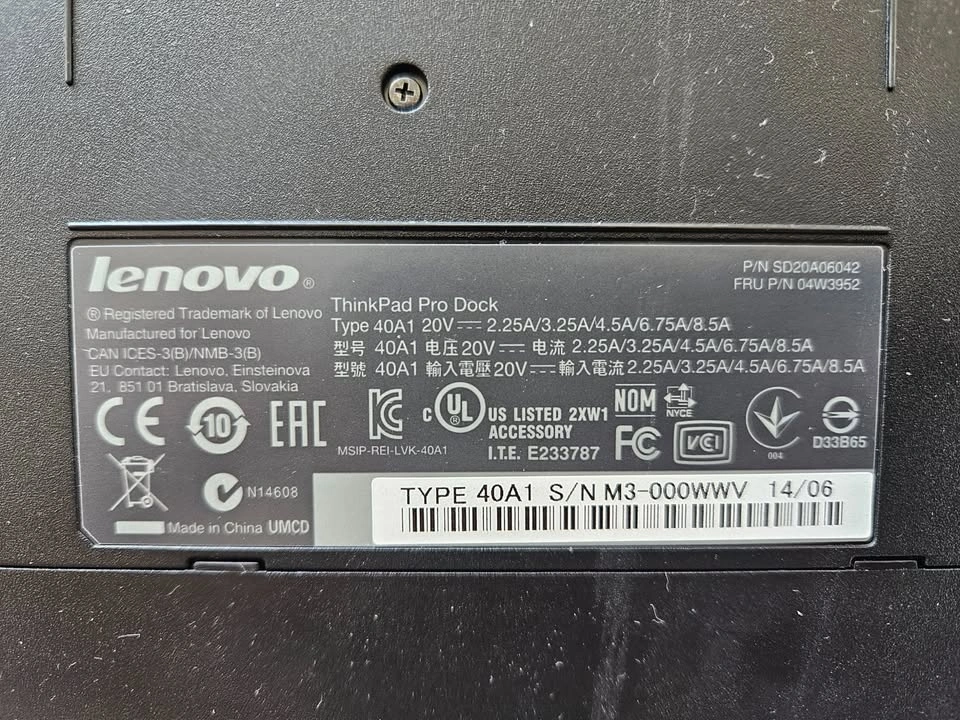 lenovo®
P/N SD20A06042
FRU P/N 04W3952
® Registered Trademark of Lenovo
Manufactured for Lenovo
CAN ICES-3(B)/NMB-3(B)
EU Contact: Lenovo, Einsteinova
21, 851 01 Bratislava, Slovakia
ThinkPad Pro Dock
Type 40A1 20V⎓ 2.25A/3.25A/4.5A/6.75A/8.5A
型号 40A1 电压20V⎓ 电流 2.25A/3.25A/4.5A/6.75A/8.5A
型號 40A1 輸入電壓20V⎓輸入電流2.25A/3.25A/4.5A/6.75A/8.5A
CE 10 EAC
MSIP-REI-LVK-40A1
c UL ® US LISTED 2XW1
ACCESSORY
I.T.E. E233787
NOM NYCE
FC VCI
004
D33B65
N14608
Made in China UMCD
TYPE 40A1 S/N M3-000WWV 14/06